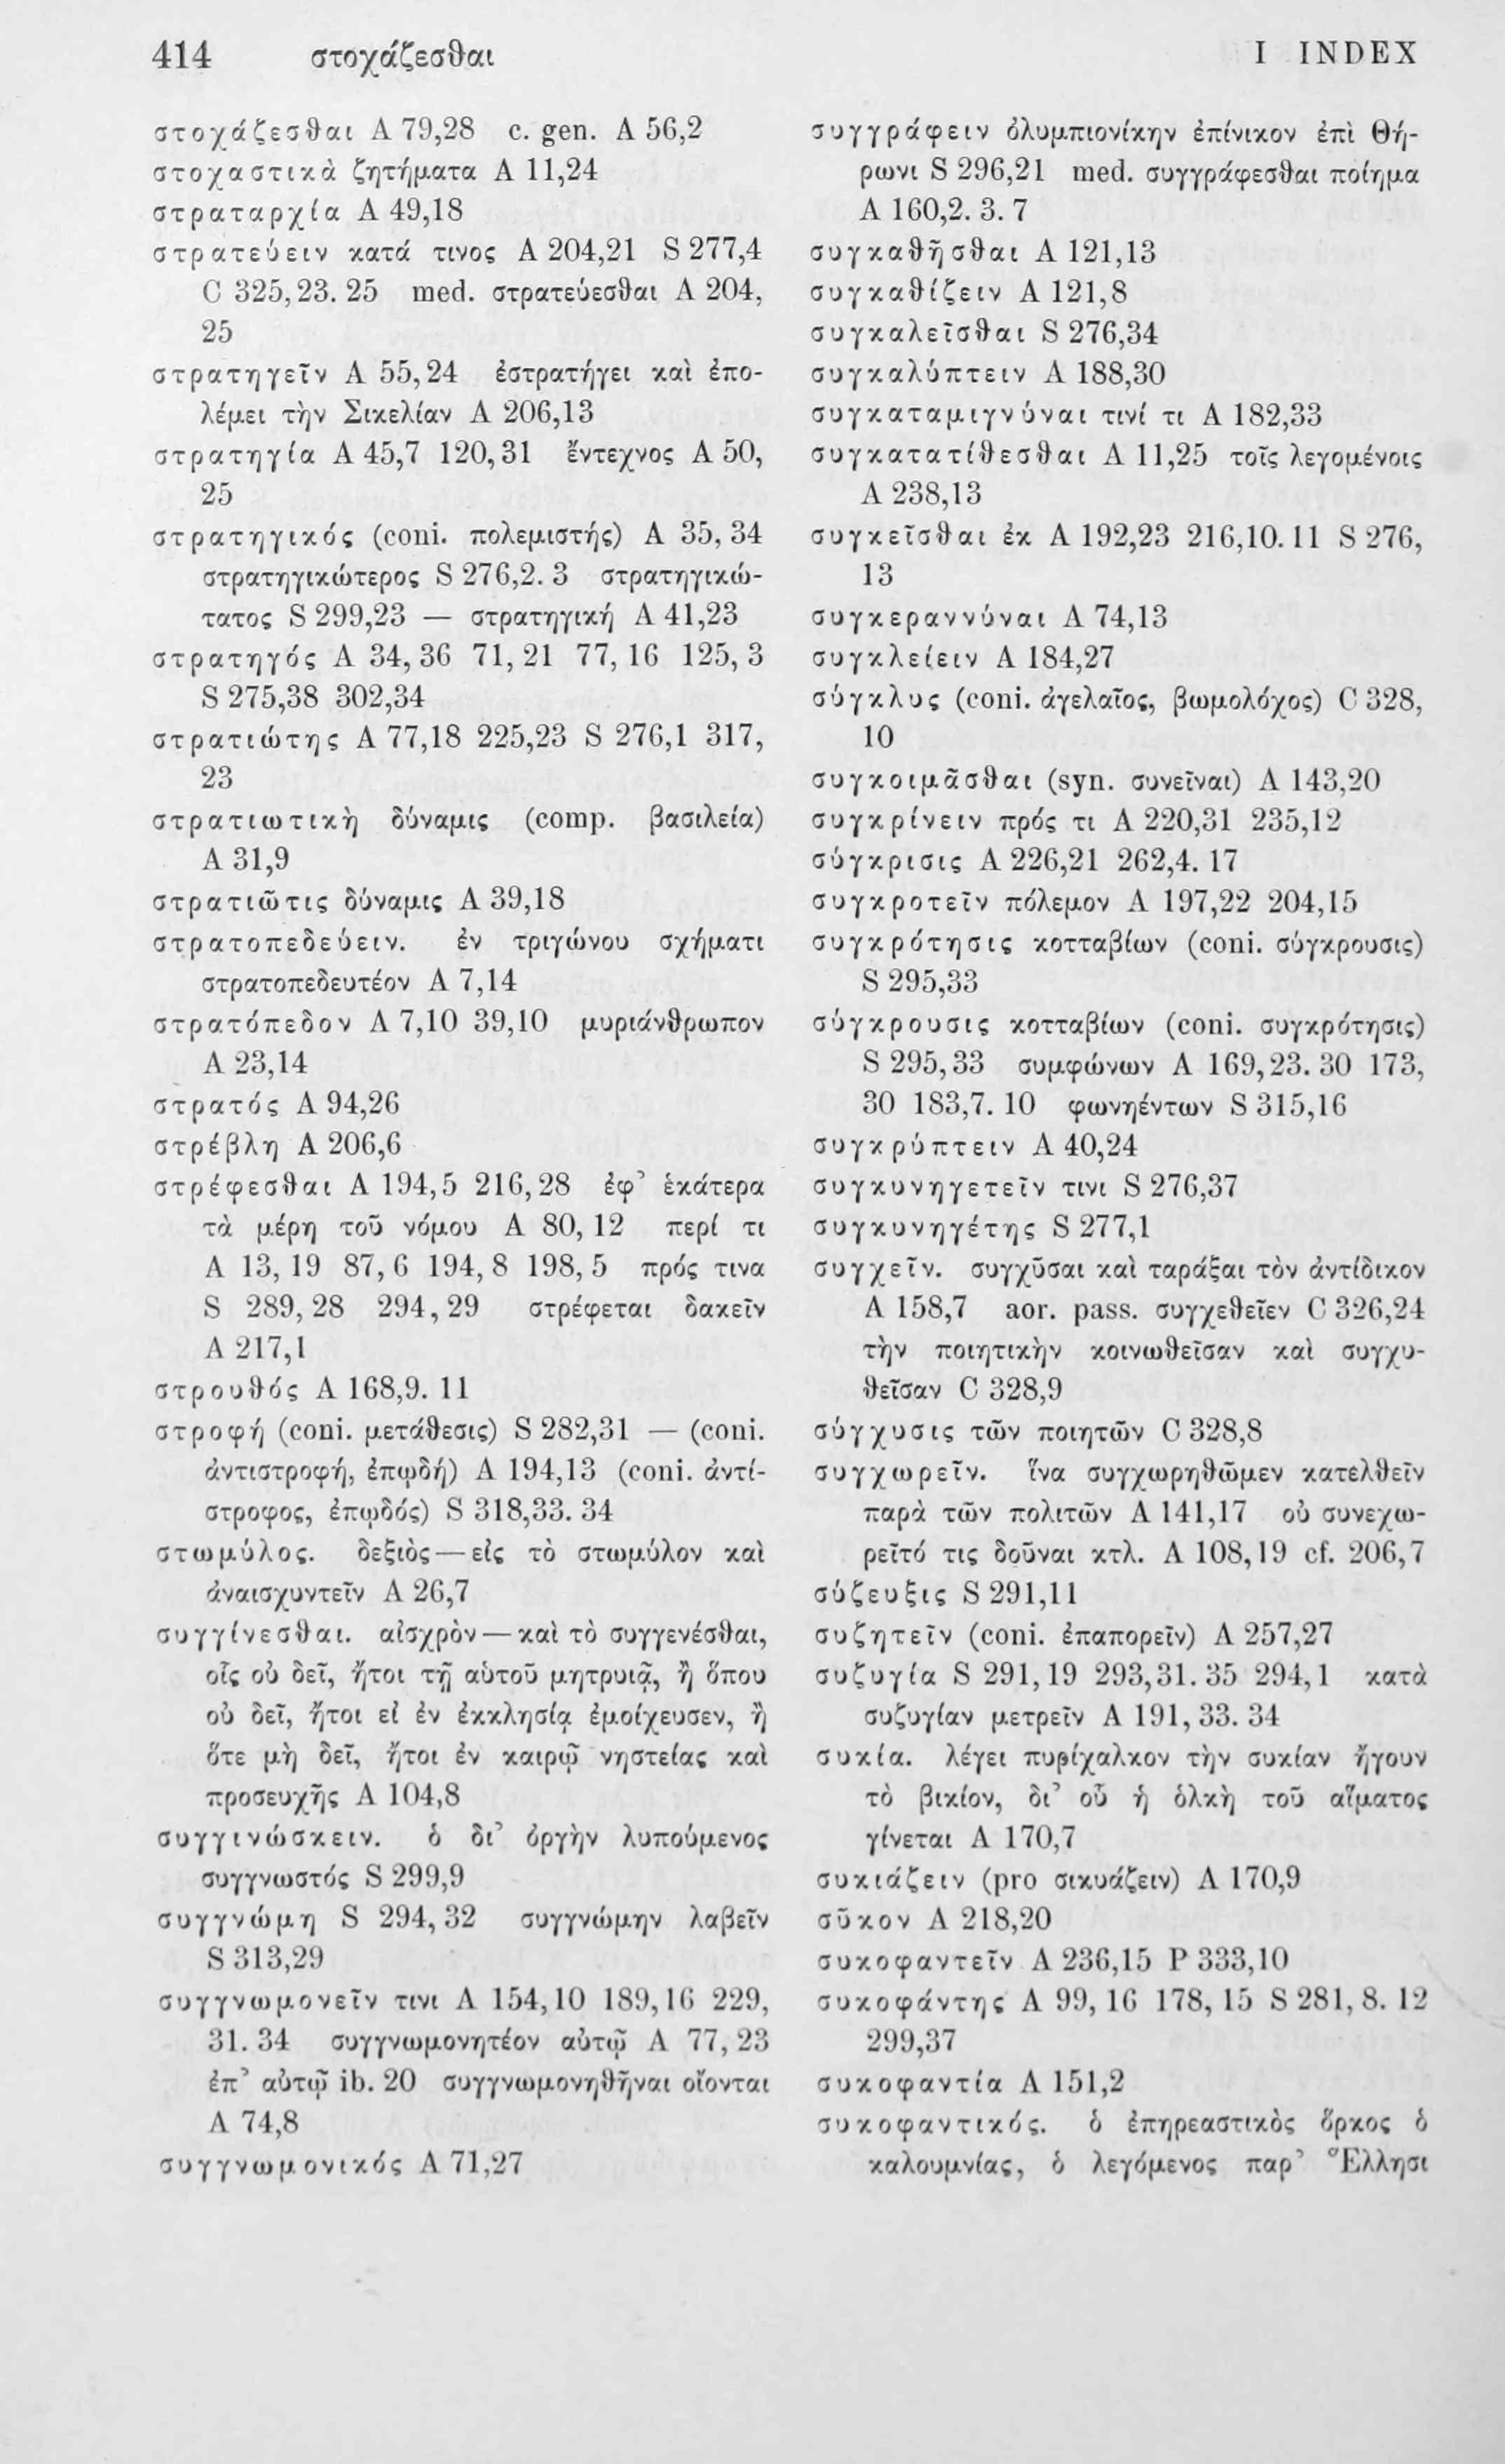 414 στοχάζεσθαι I INDEX
στοχάζεσθαι A 79,28 c. gen. A 56,2
στοχαστικὰ ζητήματα A 11,24
στραταρχία A 49,18
στρατεύειν κατά τινος A 204,21 S 277,4
C 325,23. 25 med. στρατεύεσθαι A 204,
25
στρατηγεῖν A 55,24 ἐστρατήγει καὶ ἐπο-
λέμει τὴν Σικελίαν A 206,13
στρατηγία A 45,7 120,31 ἔντεχνος A 50,
25
στρατηγικός (coni. πολεμιστής) A 35,34
στρατηγικώτερος S 276,2. 3 στρατηγικώ-
τατος S 299,23 — στρατηγική A 41,23
στρατηγός A 34,36 71,21 77,16 125,3
S 275,38 302,34
στρατιώτης A 77,18 225,23 S 276,1 317,
23
στρατιωτικὴ δύναμις (comp. βασιλεία)
A 31,9
στρατιῶτις δύναμις A 39,18
στρατοπεδεύειν. ἐν τριγώνου σχήματι
στρατοπεδευτέον A 7,14
στρατόπεδον A 7,10 39,10 μυριάνθρωπον
A 23,14
στρατός A 94,26
στρέβλη A 206,6
στρέφεσθαι A 194,5 216,28 ἐφ’ ἑκάτερα
τὰ μέρη τοῦ νόμου A 80,12 περί τι
A 13,19 87,6 194,8 198,5 πρός τινα
S 289,28 294,29 στρέφεται δακεῖν
A 217,1
στρουθός A 168,9. 11
στροφή (coni. μετάθεσις) S 282,31 — (coni.
ἀντιστροφή, ἐπῳδή) A 194,13 (coni. ἀντί-
στροφος, ἐπῳδός) S 318,33. 34
στωμύλος. δεξιὸς — εἰς τὸ στωμύλον καὶ
ἀναισχυντεῖν A 26,7
συγγίνεσθαι. αἰσχρὸν — καὶ τὸ συγγενέσθαι,
οἷς οὐ δεῖ, ἤτοι τῇ αὑτοῦ μητρυιᾷ, ἢ ὅπου
οὐ δεῖ, ἤτοι εἰ ἐν ἐκκλησίᾳ ἐμοίχευσεν, ἢ
ὅτε μὴ δεῖ, ἤτοι ἐν καιρῷ νηστείας καὶ
προσευχῆς A 104,8
συγγινώσκειν. ὁ δι’ ὀργὴν λυπούμενος
συγγνωστός S 299,9
συγγνώμη S 294,32 συγγνώμην λαβεῖν
S 313,29
συγγνωμονεῖν τινι A 154,10 189,16 229,
31. 34 συγγνωμονητέον αὐτῷ A 77,23
ἐπ’ αὐτῷ ib. 20 συγγνωμονηθῆναι οἴονται
A 74,8
συγγνωμονικός A 71,27
συγγράφειν ὀλυμπιονίκην ἐπίνικον ἐπὶ Θή-
ρωνι S 296,21 med. συγγράφεσθαι ποίημα
A 160,2. 3. 7
συγκαθῆσθαι A 121,13
συγκαθίζειν A 121,8
συγκαλεῖσθαι S 276,34
συγκαλύπτειν A 188,30
συγκαταμιγνύναι τινί τι A 182,33
συγκατατίθεσθαι A 11,25 τοῖς λεγομένοις
A 238,13
συγκεῖσθαι ἐκ A 192,23 216,10. 11 S 276,
13
συγκεραννύναι A 74,13
συγκλείειν A 184,27
σύγκλυς (coni. ἀγελαῖος, βωμολόχος) C 328,
10
συγκοιμᾶσθαι (syn. συνεῖναι) A 143,20
συγκρίνειν πρός τι A 220,31 235,12
σύγκρισις A 226,21 262,4. 17
συγκροτεῖν πόλεμον A 197,22 204,15
συγκρότησις κοτταβίων (coni. σύγκρουσις)
S 295,33
σύγκρουσις κοτταβίων (coni. συγκρότησις)
S 295,33 συμφώνων A 169,23. 30 173,
30 183,7. 10 φωνηέντων S 315,16
συγκρύπτειν A 40,24
συγκυνηγετεῖν τινι S 276,37
συγκυνηγέτης S 277,1
συγχεῖν. συγχῦσαι καὶ ταράξαι τὸν ἀντίδικον
A 158,7 aor. pass. συγχεθεῖεν C 326,24
τὴν ποιητικὴν κοινωθεῖσαν καὶ συγχυ-
θεῖσαν C 328,9
σύγχυσις τῶν ποιητῶν C 328,8
συγχωρεῖν. ἵνα συγχωρηθῶμεν κατελθεῖν
παρὰ τῶν πολιτῶν A 141,17 οὐ συνεχω-
ρεῖτό τις δοῦναι κτλ. A 108,19 cf. 206,7
σύζευξις S 291,11
συζητεῖν (coni. ἐπαπορεῖν) A 257,27
συζυγία S 291,19 293,31. 35 294,1 κατὰ
συζυγίαν μετρεῖν A 191,33. 34
συκία. λέγει πυρίχαλκον τὴν συκίαν ἤγουν
τὸ βικίον, δι’ οὗ ἡ ὁλκὴ τοῦ αἵματος
γίνεται A 170,7
συκιάζειν (pro σικυάζειν) A 170,9
σῦκον A 218,20
συκοφαντεῖν A 236,15 P 333,10
συκοφάντης A 99,16 178,15 S 281,8. 12
299,37
συκοφαντία A 151,2
συκοφαντικός. ὁ ἐπηρεαστικὸς ὅρκος ὁ
καλουμνίας, ὁ λεγόμενος παρ’ Ἕλλησι